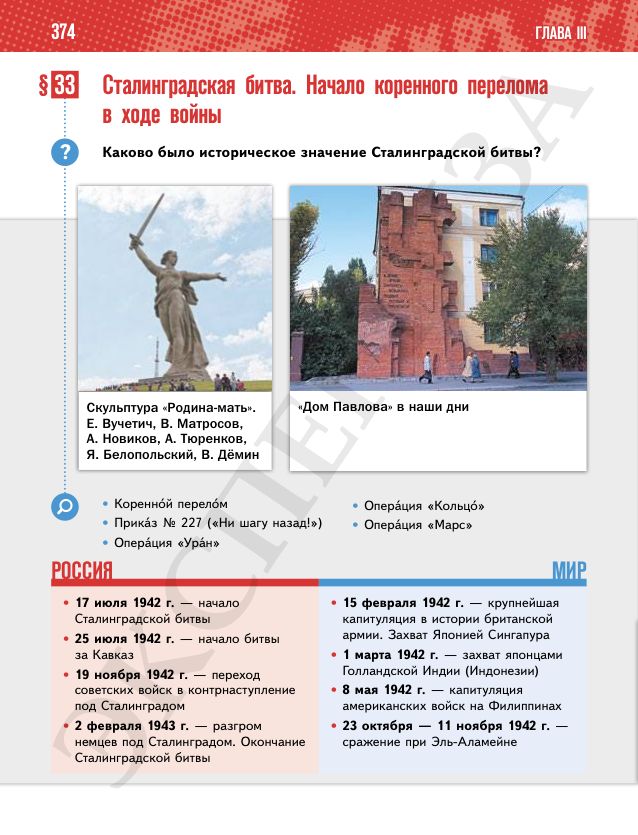 374
ГЛАВА III
§ 33
Сталинградская битва. Начало коренного перелома
в ходе войны
?
Каково было историческое значение Сталинградской битвы?
Скульптура «Родина-мать».
Е. Вучетич, В. Матросов,
А. Новиков, А. Тюренков,
Я. Белопольский, В. Дёмин
«Дом Павлова» в наши дни
• Коренно́й перело́м
• Прика́з № 227 («Ни шагу назад!»)
• Опера́ция «Ура́н»
• Опера́ция «Кольцо́»
• Опера́ция «Марс»
РОССИЯ
• 17 июля 1942 г. — начало
Сталинградской битвы
• 25 июля 1942 г. — начало битвы
за Кавказ
• 19 ноября 1942 г. — переход
советских войск в контрнаступление
под Сталинградом
• 2 февраля 1943 г. — разгром
немцев под Сталинградом. Окончание
Сталинградской битвы
МИР
• 15 февраля 1942 г. — крупнейшая
капитуляция в истории британской
армии. Захват Японией Сингапура
• 1 марта 1942 г. — захват японцами
Голландской Индии (Индонезии)
• 8 мая 1942 г. — капитуляция
американских войск на Филиппинах
• 23 октября — 11 ноября 1942 г. —
сражение при Эль-Аламейне